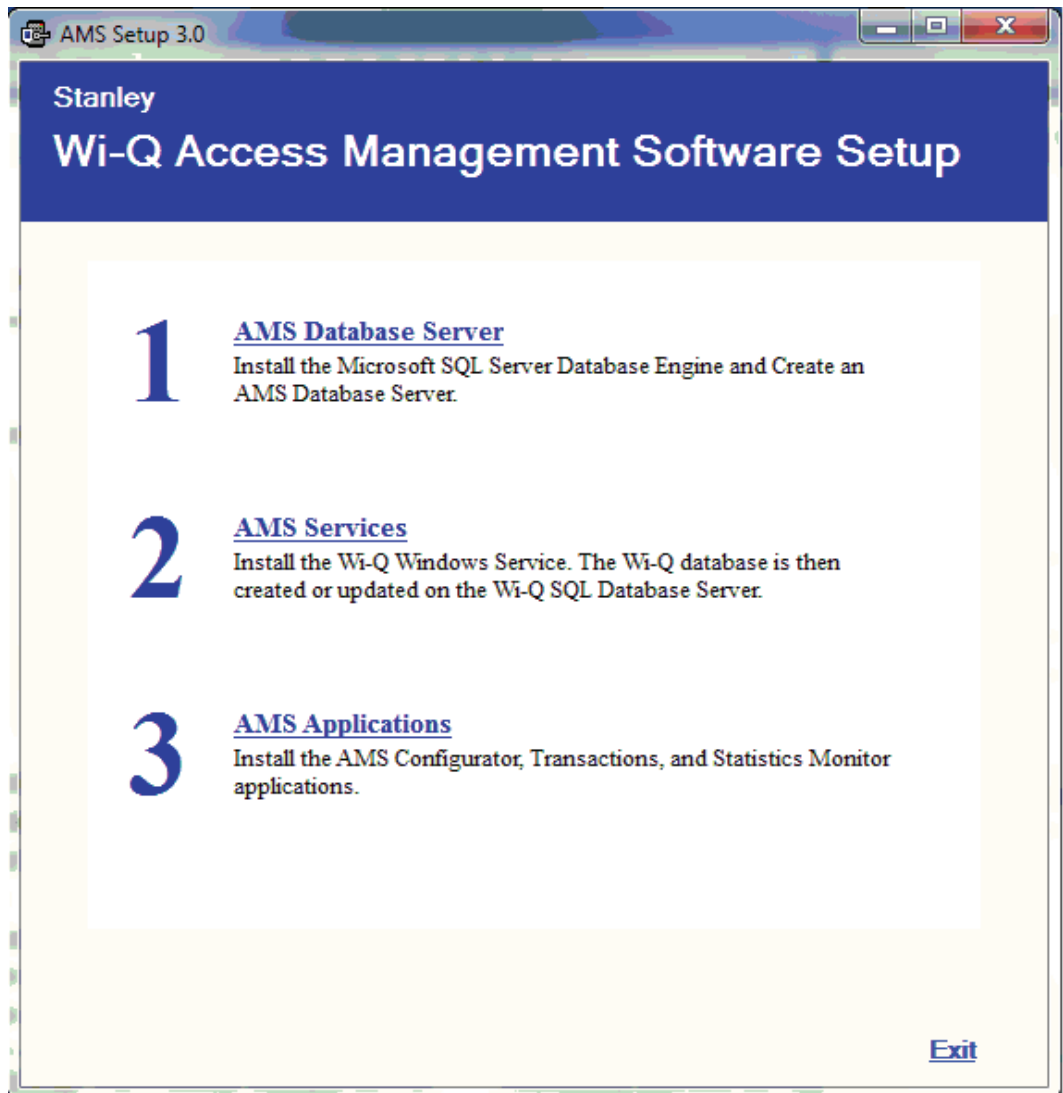 AMS Setup 3.0
Stanley
Wi-Q Access Management Software Setup
1
AMS Database Server
Install the Microsoft SQL Server Database Engine and Create an
AMS Database Server.
2
AMS Services
Install the Wi-Q Windows Service. The Wi-Q database is then
created or updated on the Wi-Q SQL Database Server.
3
AMS Applications
Install the AMS Configurator, Transactions, and Statistics Monitor
applications.
Exit